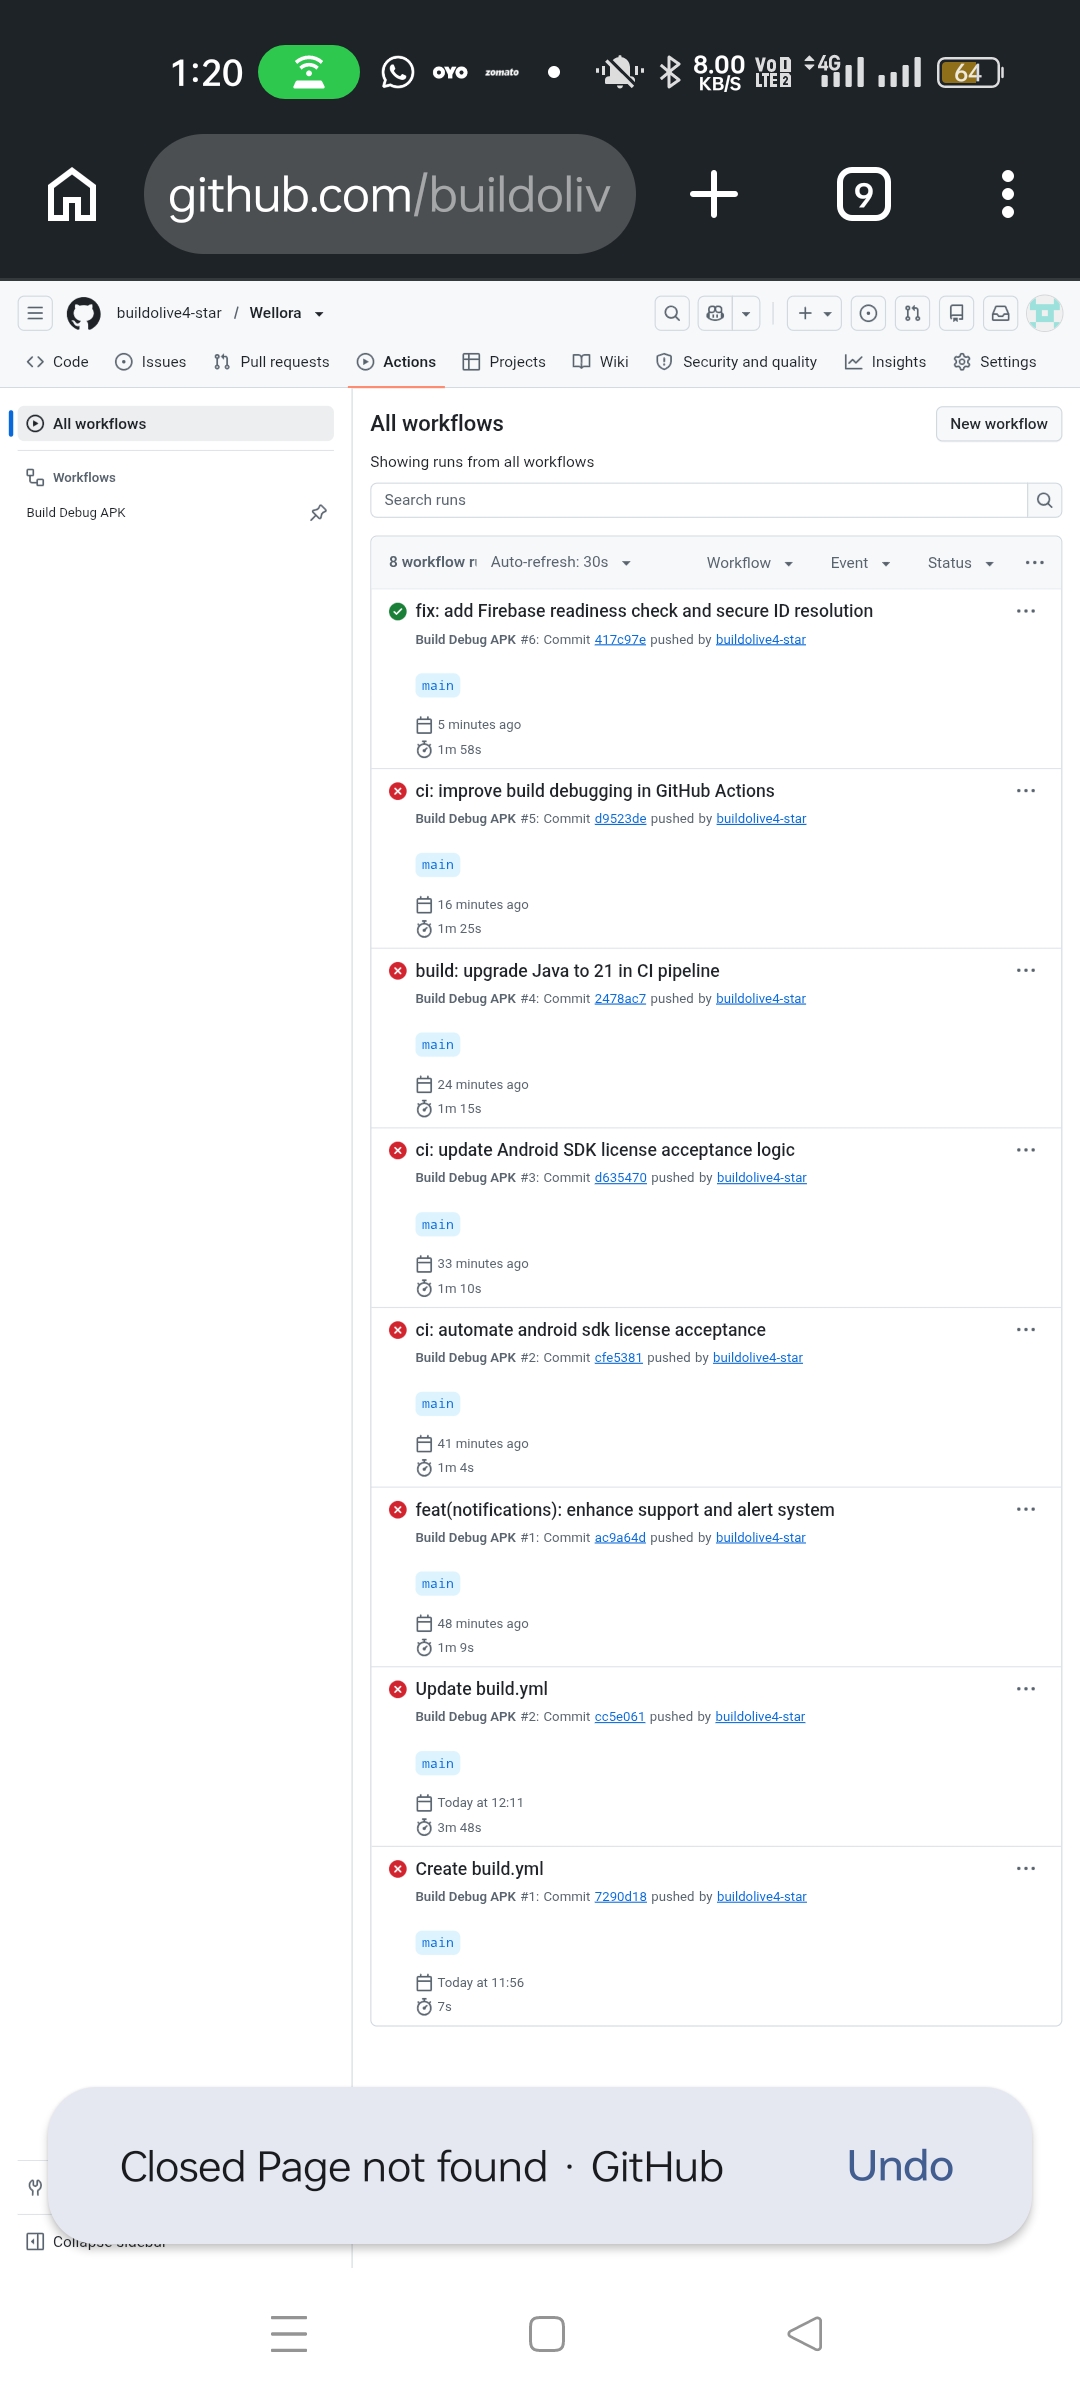 1:20
OYO
zomato
8.00
KB/S
Vo
LTE 2
4G
64
github.com/buildoliv
9
buildolive4-star / Wellora
Code
Issues
Pull requests
Actions
Projects
Wiki
Security and quality
Insights
Settings
All workflows
Workflows
Build Debug APK
All workflows
New workflow
Showing runs from all workflows
Search runs
8 workflow r
Auto-refresh: 30s
Workflow
Event
Status
fix: add Firebase readiness check and secure ID resolution
Build Debug APK #6: Commit 417c97e pushed by buildolive4-star
main
5 minutes ago
1m 58s
ci: improve build debugging in GitHub Actions
Build Debug APK #5: Commit d9523de pushed by buildolive4-star
main
16 minutes ago
1m 25s
build: upgrade Java to 21 in CI pipeline
Build Debug APK #4: Commit 2478ac7 pushed by buildolive4-star
main
24 minutes ago
1m 15s
ci: update Android SDK license acceptance logic
Build Debug APK #3: Commit d635470 pushed by buildolive4-star
main
33 minutes ago
1m 10s
ci: automate android sdk license acceptance
Build Debug APK #2: Commit cfe5381 pushed by buildolive4-star
main
41 minutes ago
1m 4s
feat(notifications): enhance support and alert system
Build Debug APK #1: Commit ac9a64d pushed by buildolive4-star
main
48 minutes ago
1m 9s
Update build.yml
Build Debug APK #2: Commit cc5e061 pushed by buildolive4-star
main
Today at 12:11
3m 48s
Create build.yml
Build Debug APK #1: Commit 7290d18 pushed by buildolive4-star
main
Today at 11:56
7s
Closed Page not found · GitHub
Undo
Collapse sidebar